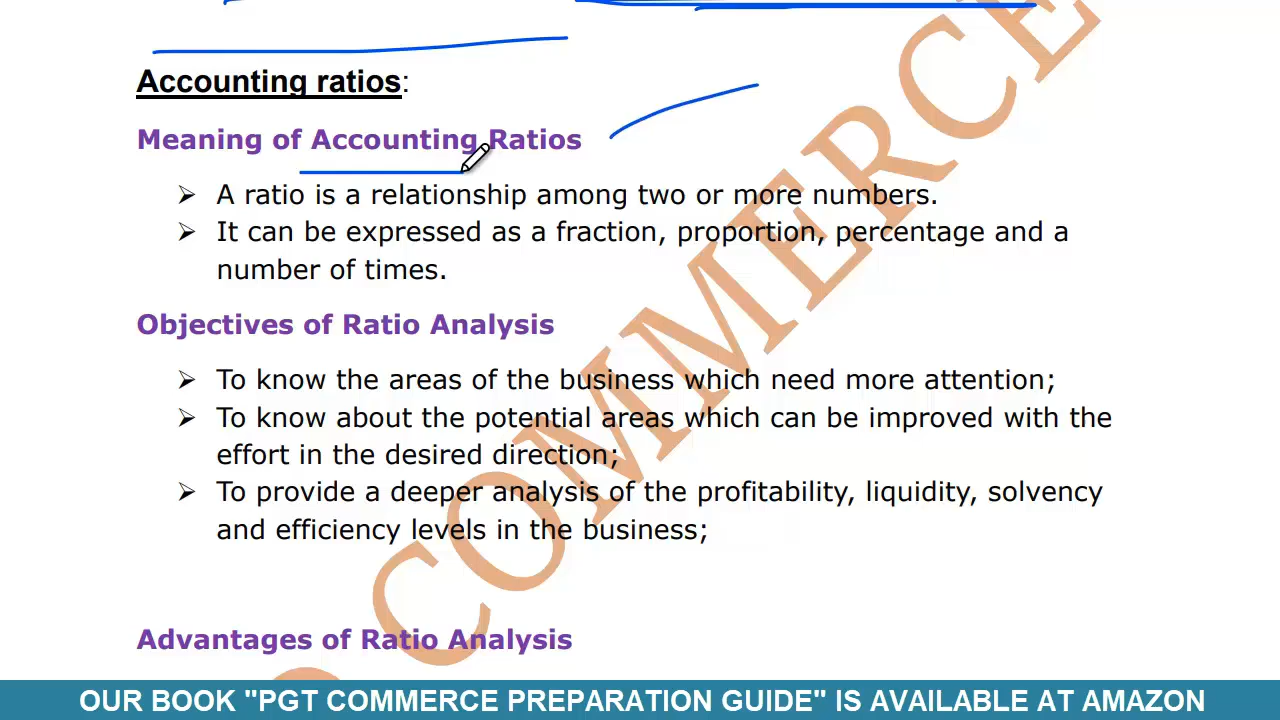 Accounting ratios:
Meaning of Accounting Ratios
➢ A ratio is a relationship among two or more numbers.
➢ It can be expressed as a fraction, proportion, percentage and a
number of times.
Objectives of Ratio Analysis
➢ To know the areas of the business which need more attention;
➢ To know about the potential areas which can be improved with the
effort in the desired direction;
➢ To provide a deeper analysis of the profitability, liquidity, solvency
and efficiency levels in the business;
Advantages of Ratio Analysis
COMMERCE
OUR BOOK "PGT COMMERCE PREPARATION GUIDE" IS AVAILABLE AT AMAZON